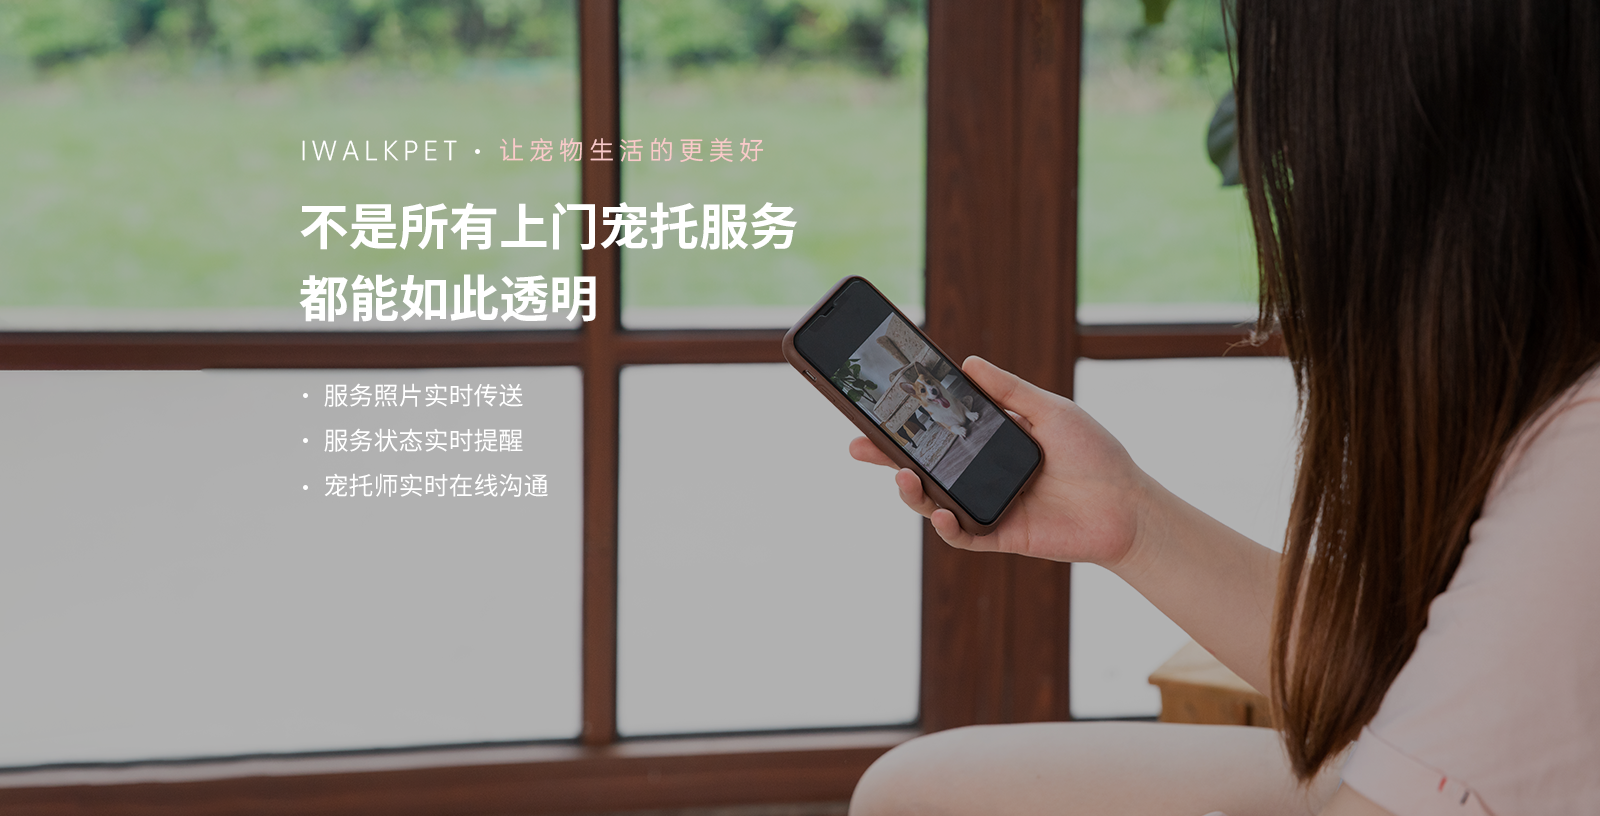 IWALKPET · 让宠物生活的更美好
不是所有上门宠托服务
都能如此透明
· 服务照片实时传送
· 服务状态实时提醒
· 宠托师实时在线沟通